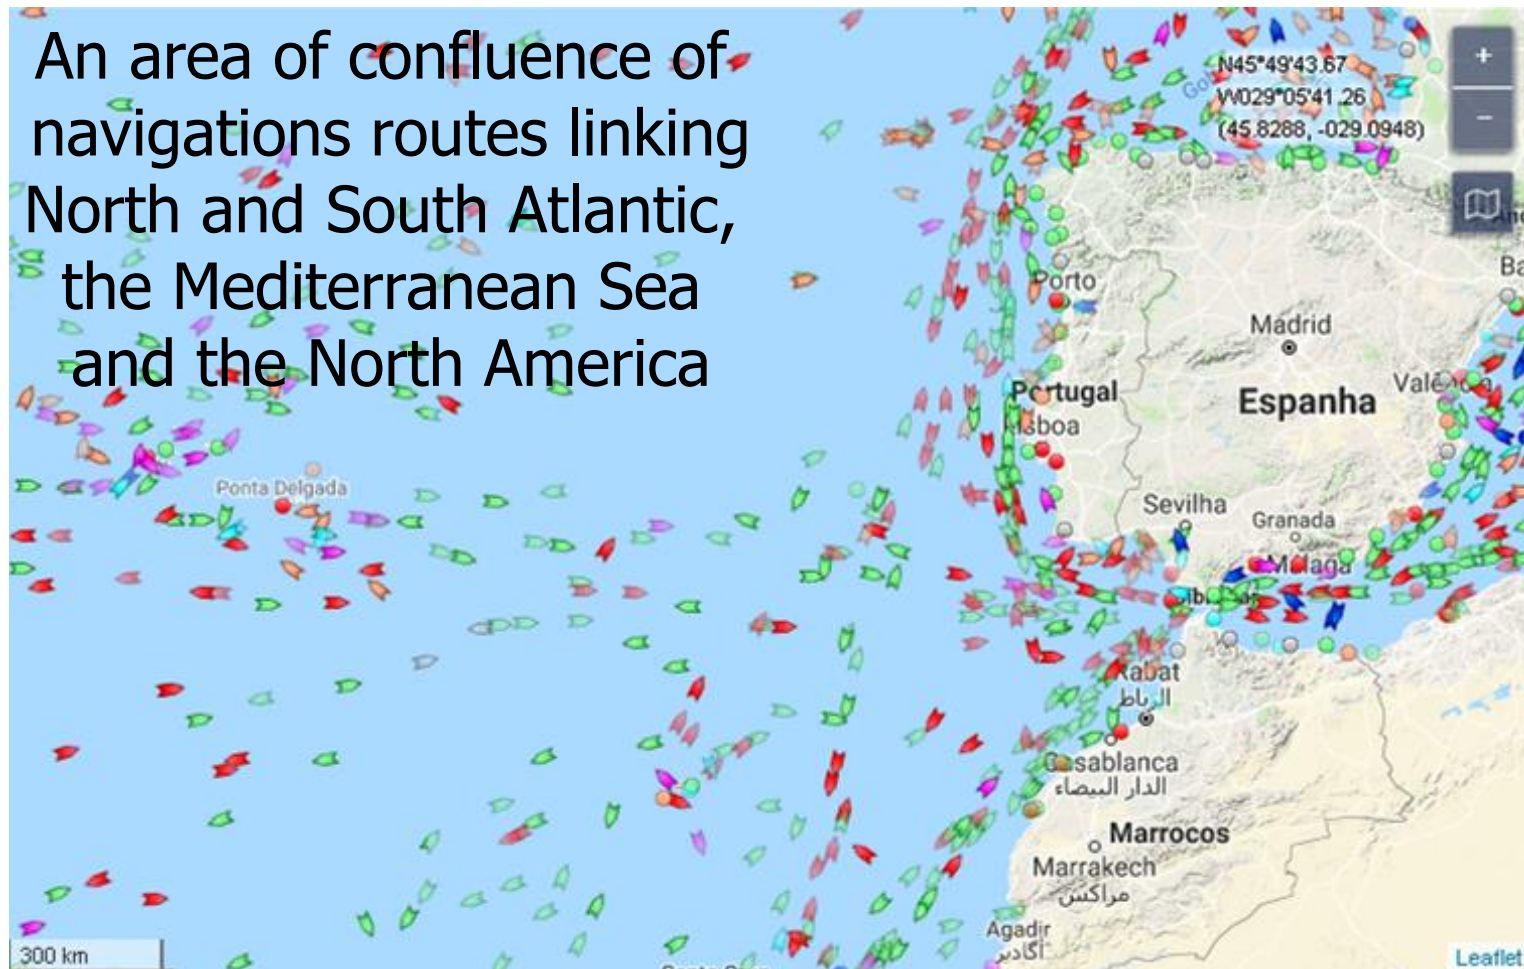 An area of confluence of
navigations routes linking
North and South Atlantic,
the Mediterranean Sea
and the North America
N45°49'43.67
W029°05'41.26
(45.8288, -029.0948)
+
-
Porto
Madrid
Portugal
Espanha
Lisboa
Ponta Delgada
Sevilha
Granada
Málaga
Rabat
الرباط
Casablanca
الدار البيضاء
Marrocos
Marrakech
مراكش
Agadir
أكادير
300 km
Leaflet